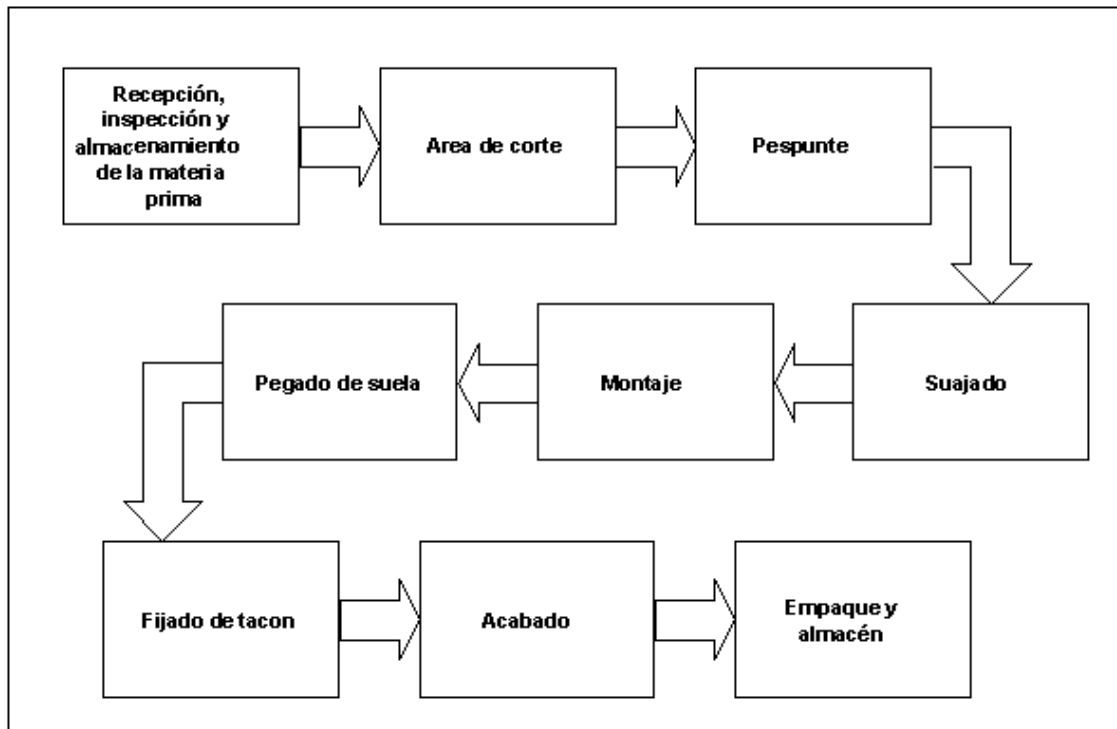 Recepción,
inspección y
almacenamiento
de la materia
prima
Area de corte
Pespunte
Suajado
Montaje
Pegado de suela
Fijado de tacon
Acabado
Empaque y
almacén